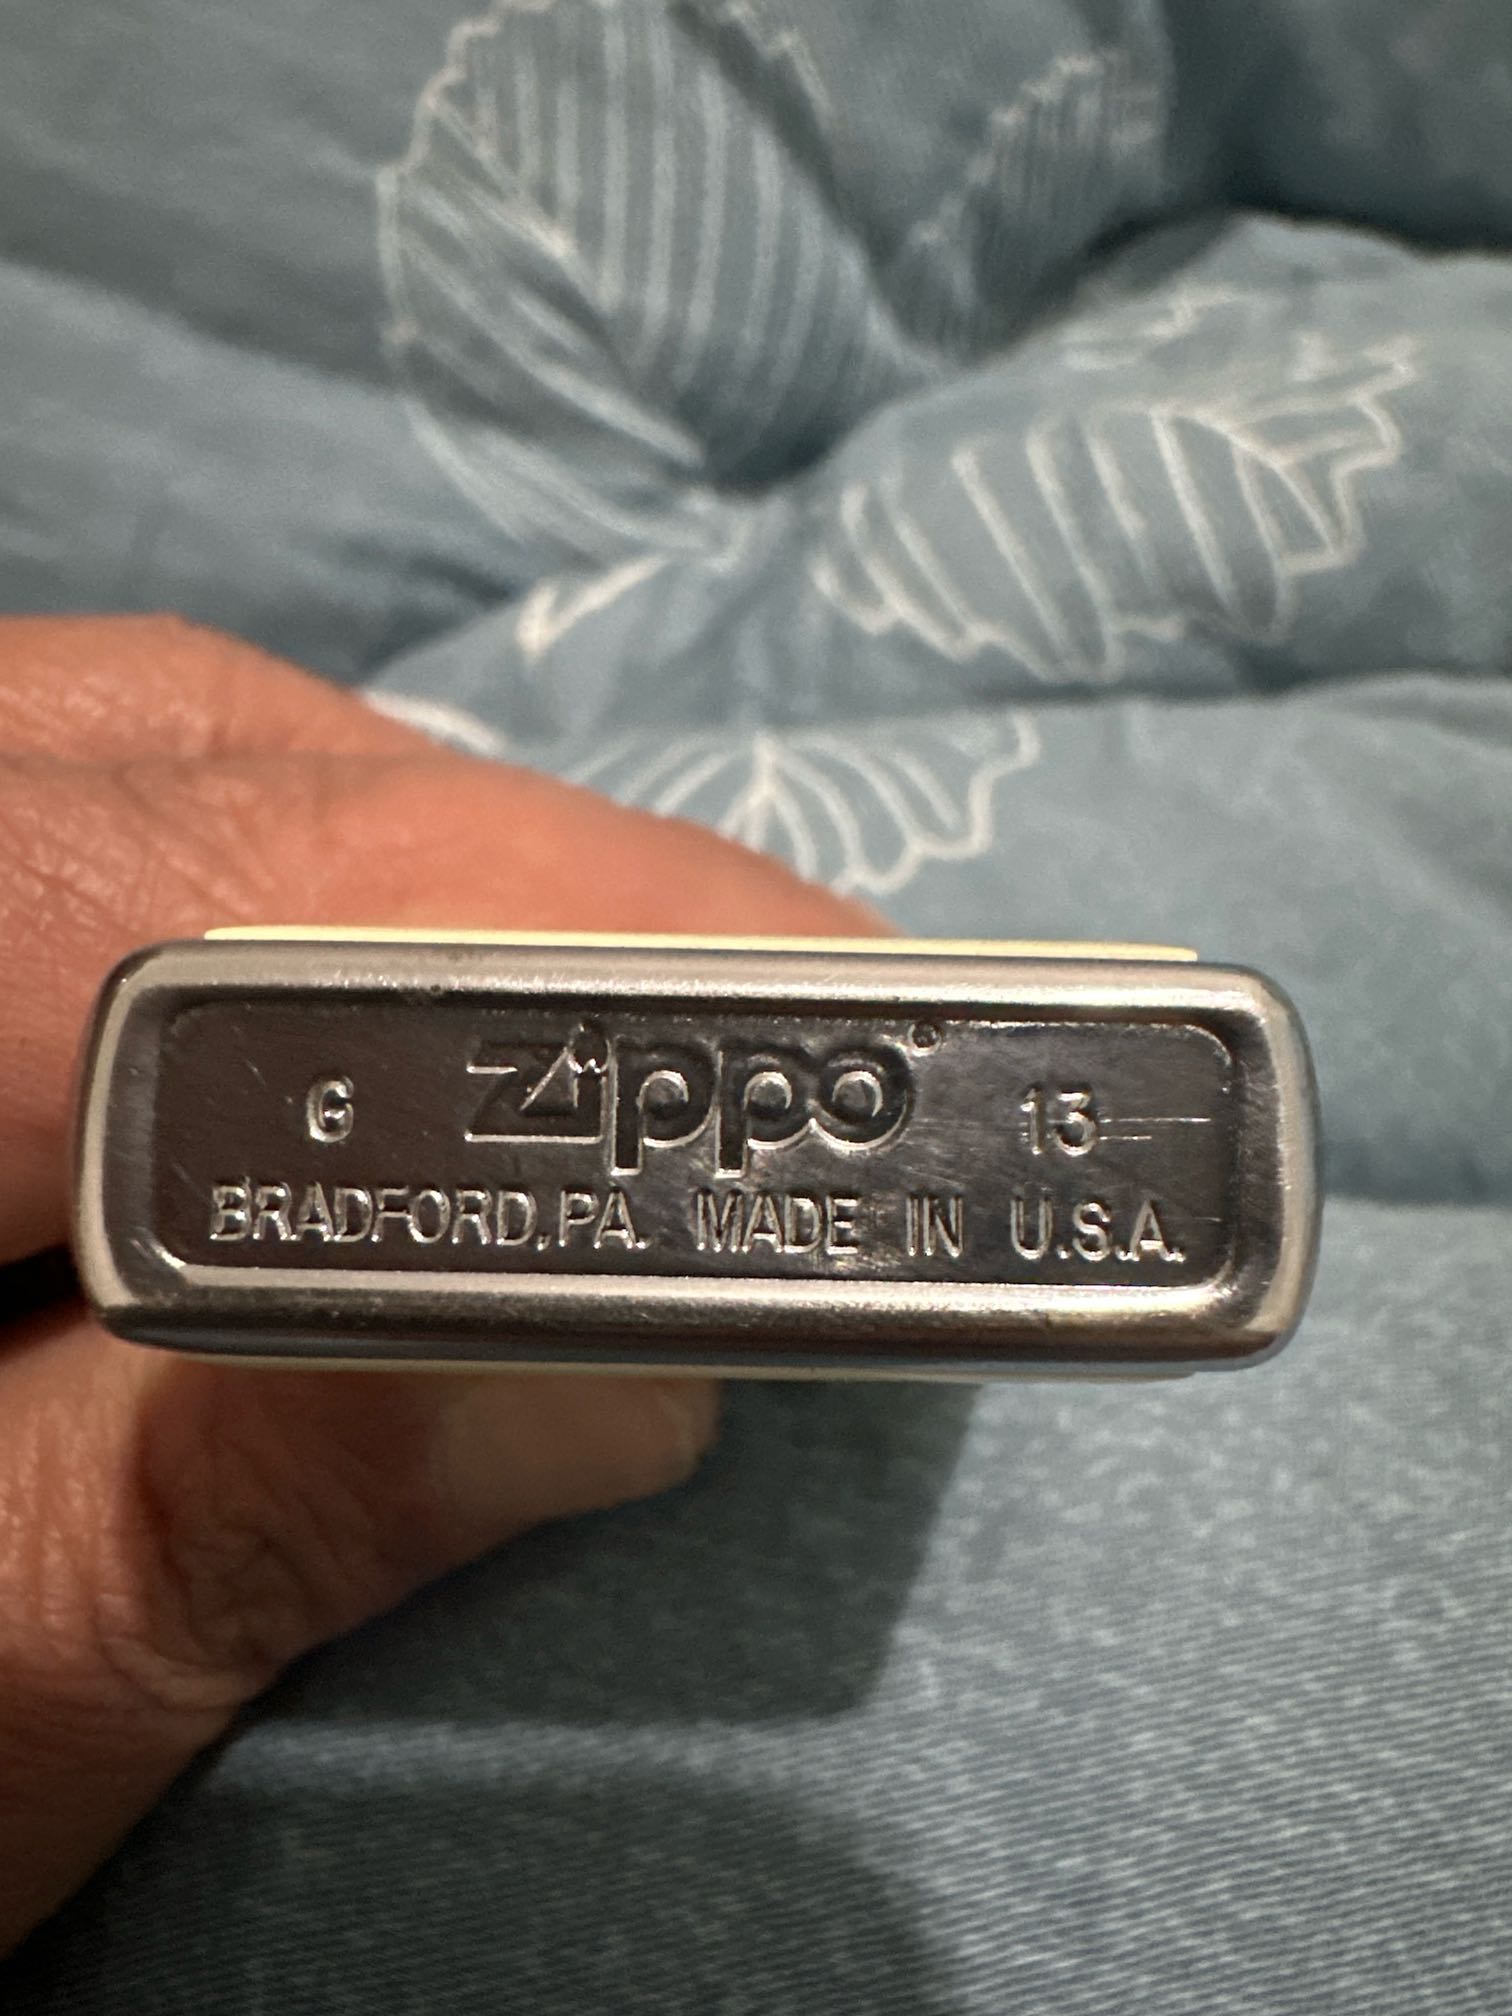 G zippo® 13
BRADFORD, PA. MADE IN U.S.A.